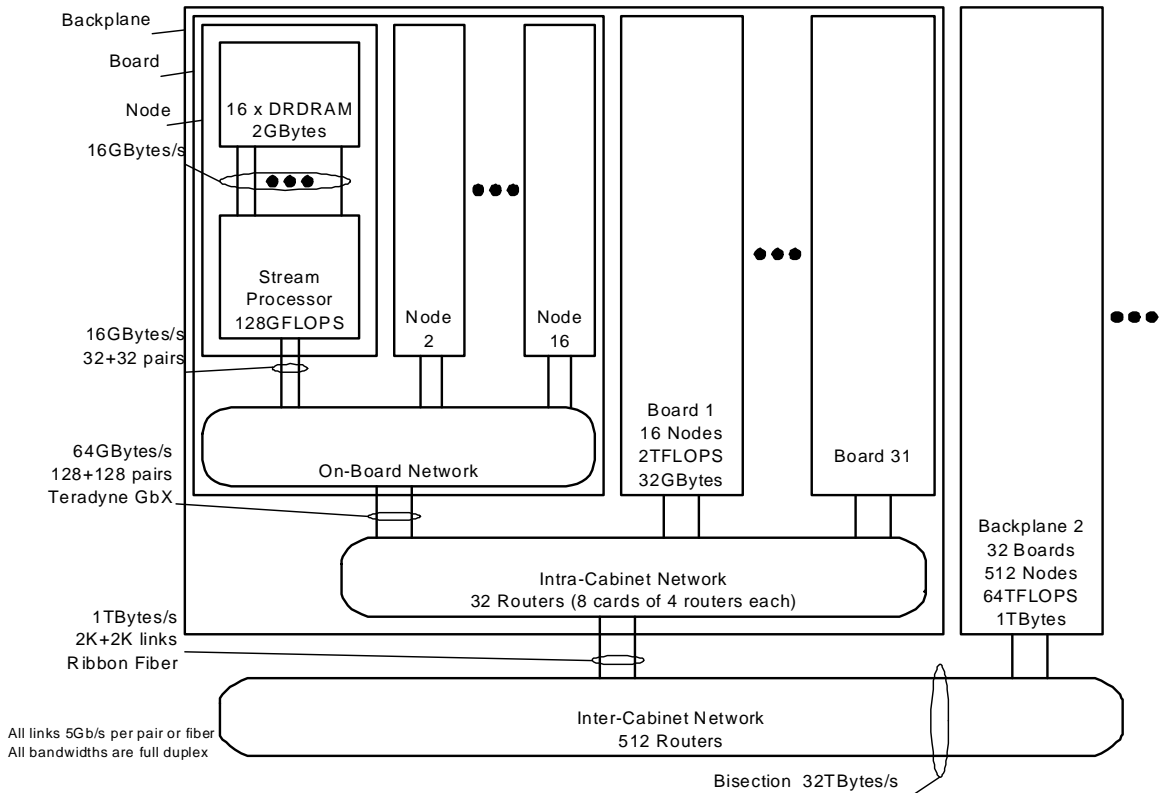 Backplane
Board
Node
16 x DRDRAM
2GBytes
16GBytes/s
Stream
Processor
128GFLOPS
16GBytes/s
32+32 pairs
Node
2
Node
16
On-Board Network
64GBytes/s
128+128 pairs
Teradyne GbX
Board 1
16 Nodes
2TFLOPS
32GBytes
Board 31
Intra-Cabinet Network
32 Routers (8 cards of 4 routers each)
Backplane 2
32 Boards
512 Nodes
64TFLOPS
1TBytes
1TBytes/s
2K+2K links
Ribbon Fiber
Inter-Cabinet Network
512 Routers
All links 5Gb/s per pair or fiber
All bandwidths are full duplex
Bisection 32TBytes/s